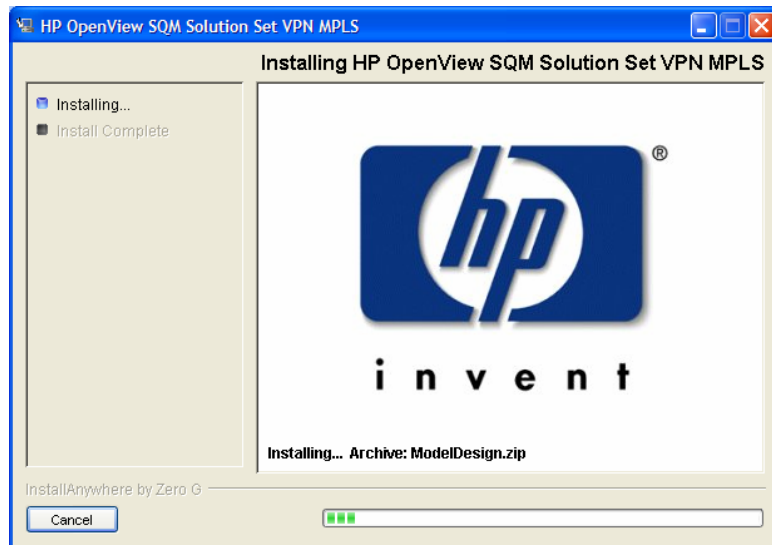 HP OpenView SQM Solution Set VPN MPLS
Installing HP OpenView SQM Solution Set VPN MPLS
Installing...
Install Complete
hp
®
invent
Installing... Archive: ModelDesign.zip
InstallAnywhere by Zero G
Cancel